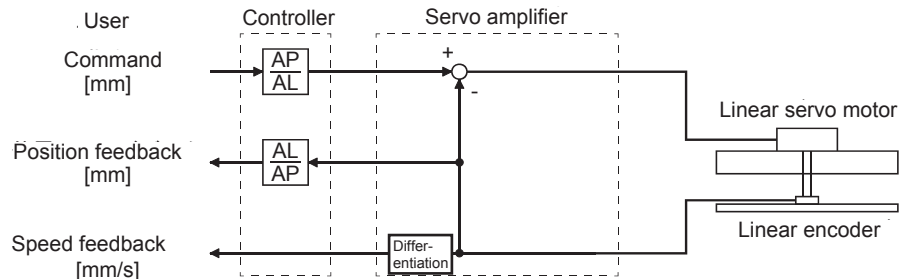 User
Controller
Servo amplifier
Command
[mm]
AP
AL
+
-
Linear servo motor
Position feedback
[mm]
AL
AP
Linear encoder
Speed feedback
[mm/s]
Differ-
entiation